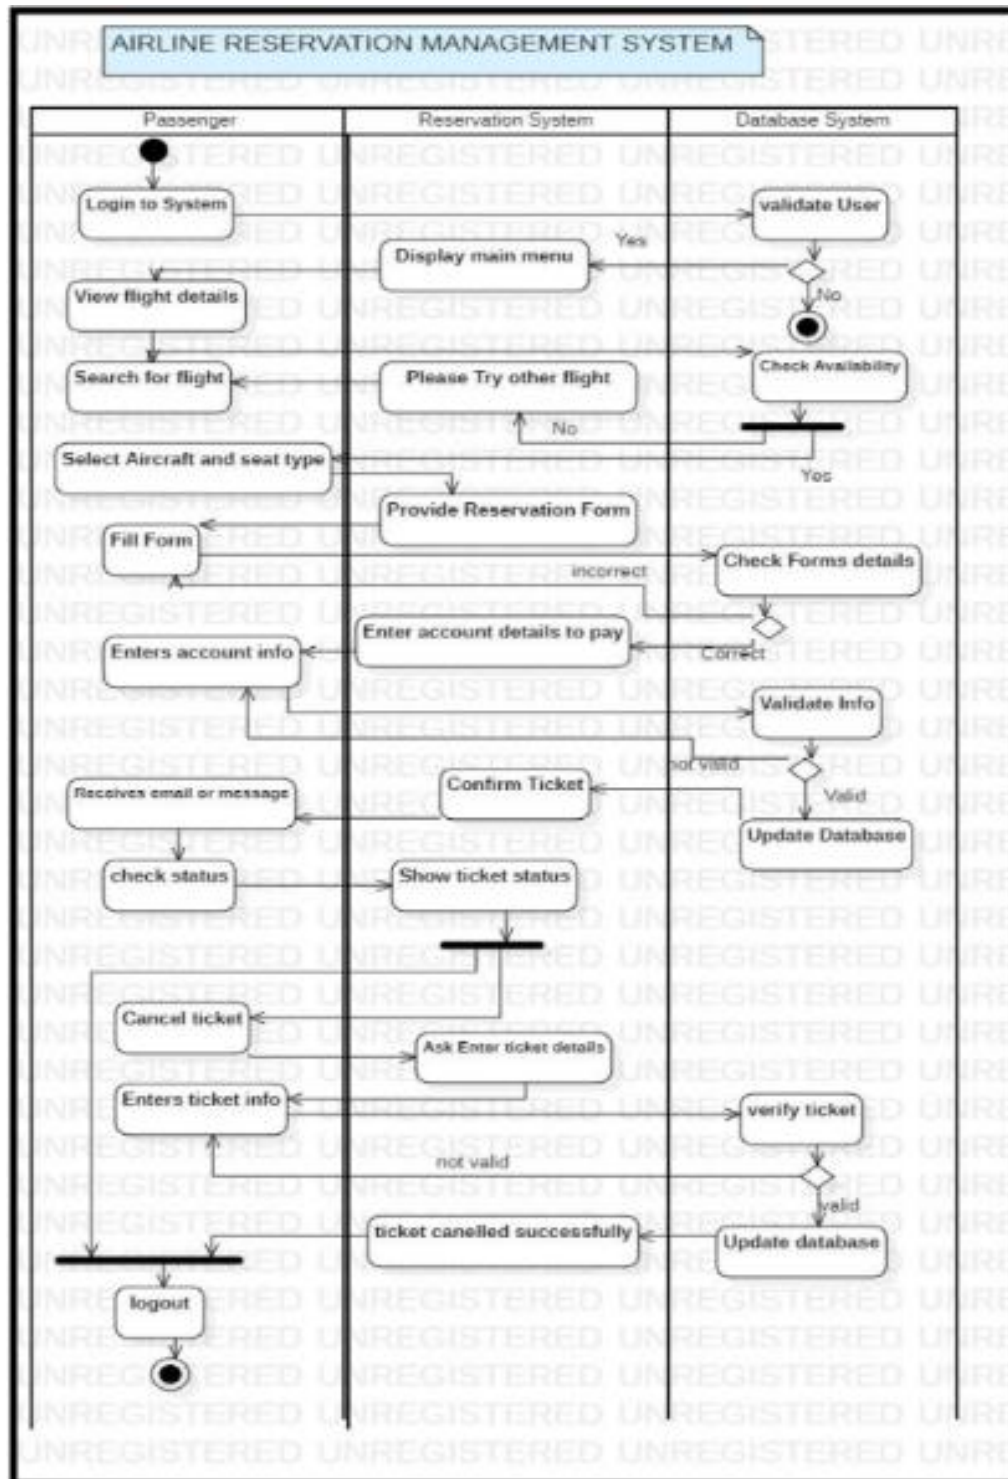 AIRLINE RESERVATION MANAGEMENT SYSTEM
Passenger
Reservation System
Database System
Login to System
validate User
Display main menu
Yes
View flight details
No
Search for flight
Please Try other flight
Check Availability
No
Select Aircraft and seat type
Yes
Provide Reservation Form
Fill Form
Check Forms details
incorrect
Enter account details to pay
Enters account info
Correct
Validate Info
not valid
Confirm Ticket
Receives email or message
Valid
Update Database
check status
Show ticket status
Cancel ticket
Ask Enter ticket details
Enters ticket info
verify ticket
not valid
valid
ticket canelled successfully
Update database
logout
UNREGISTERED